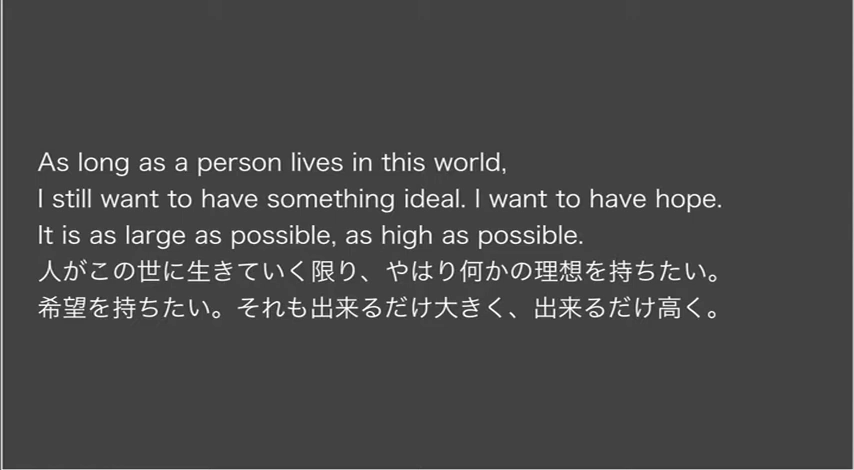 As long as a person lives in this world,
I still want to have something ideal. I want to have hope.
It is as large as possible, as high as possible.
人がこの世に生きていく限り、やはり何かの理想を持ちたい。
希望を持ちたい。それも出来るだけ大きく、出来るだけ高く。